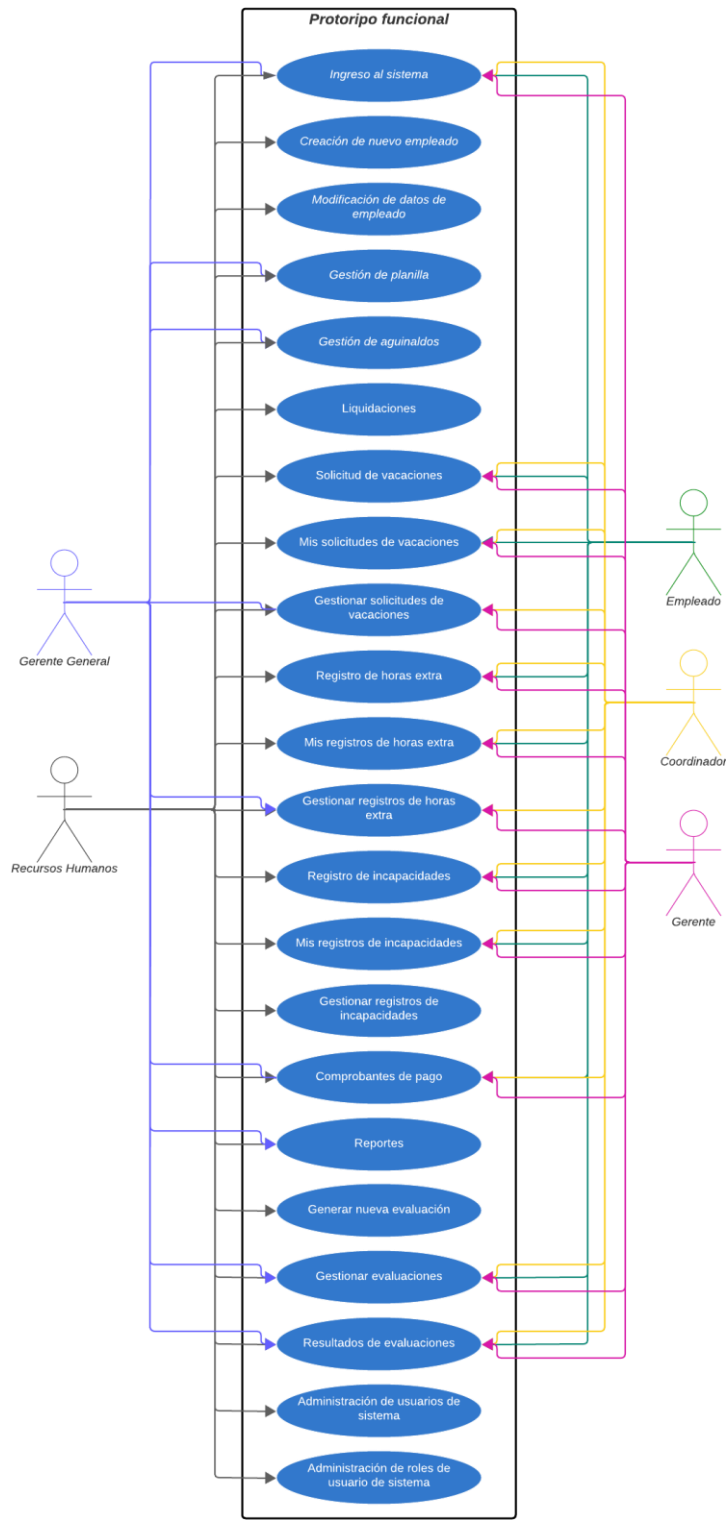 Protoripo funcional
Ingreso al sistema
Creación de nuevo empleado
Modificación de datos de
empleado
Gestión de planilla
Gestión de aguinaldos
Liquidaciones
Solicitud de vacaciones
Mis solicitudes de vacaciones
Gestionar solicitudes de
vacaciones
Registro de horas extra
Mis registros de horas extra
Gestionar registros de horas
extra
Registro de incapacidades
Mis registros de incapacidades
Gestionar registros de
incapacidades
Comprobantes de pago
Reportes
Generar nueva evaluación
Gestionar evaluaciones
Resultados de evaluaciones
Administración de usuarios de
sistema
Administración de roles de
usuario de sistema
Gerente General
Recursos Humanos
Empleado
Coordinador
Gerente